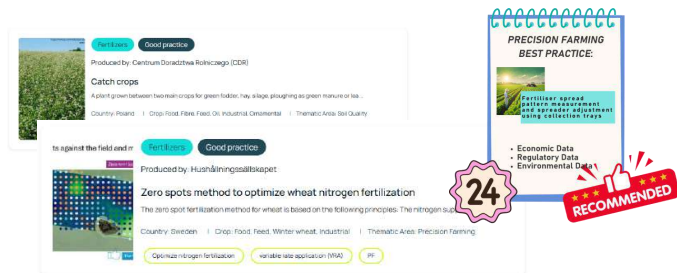 Fertilizers Good practice
Produced by: Centrum Doradztwa Rolniczego (CDR)
Catch crops
A plant grown between two main crops for green fodder, hay, silage, ploughing as green manure or lea...
Country: Poland | Crop: Food, Fibre, Feed, Oil, Industrial, Ornamental | Thematic Area: Soil Quality
ts against the field and m
Fertilizers Good practice
Produced by: Hushållningssällskapet
Zero spots method to optimize wheat nitrogen fertilization
The zero spot fertilization method for wheat is based on the following principles: The nitrogen sup
Country: Sweden | Crop: Food, Feed, Winter wheat, Industrial | Thematic Area: Precision Farming
Optimize nitrogen fertilization variable rate application (VRA) PF
PRECISION FARMING
BEST PRACTICE:
Fertiliser spread
pattern measurement
and spreader adjustment
using collection trays
• Economic Data
• Regulatory Data
• Environmental Data
24
RECOMMENDED